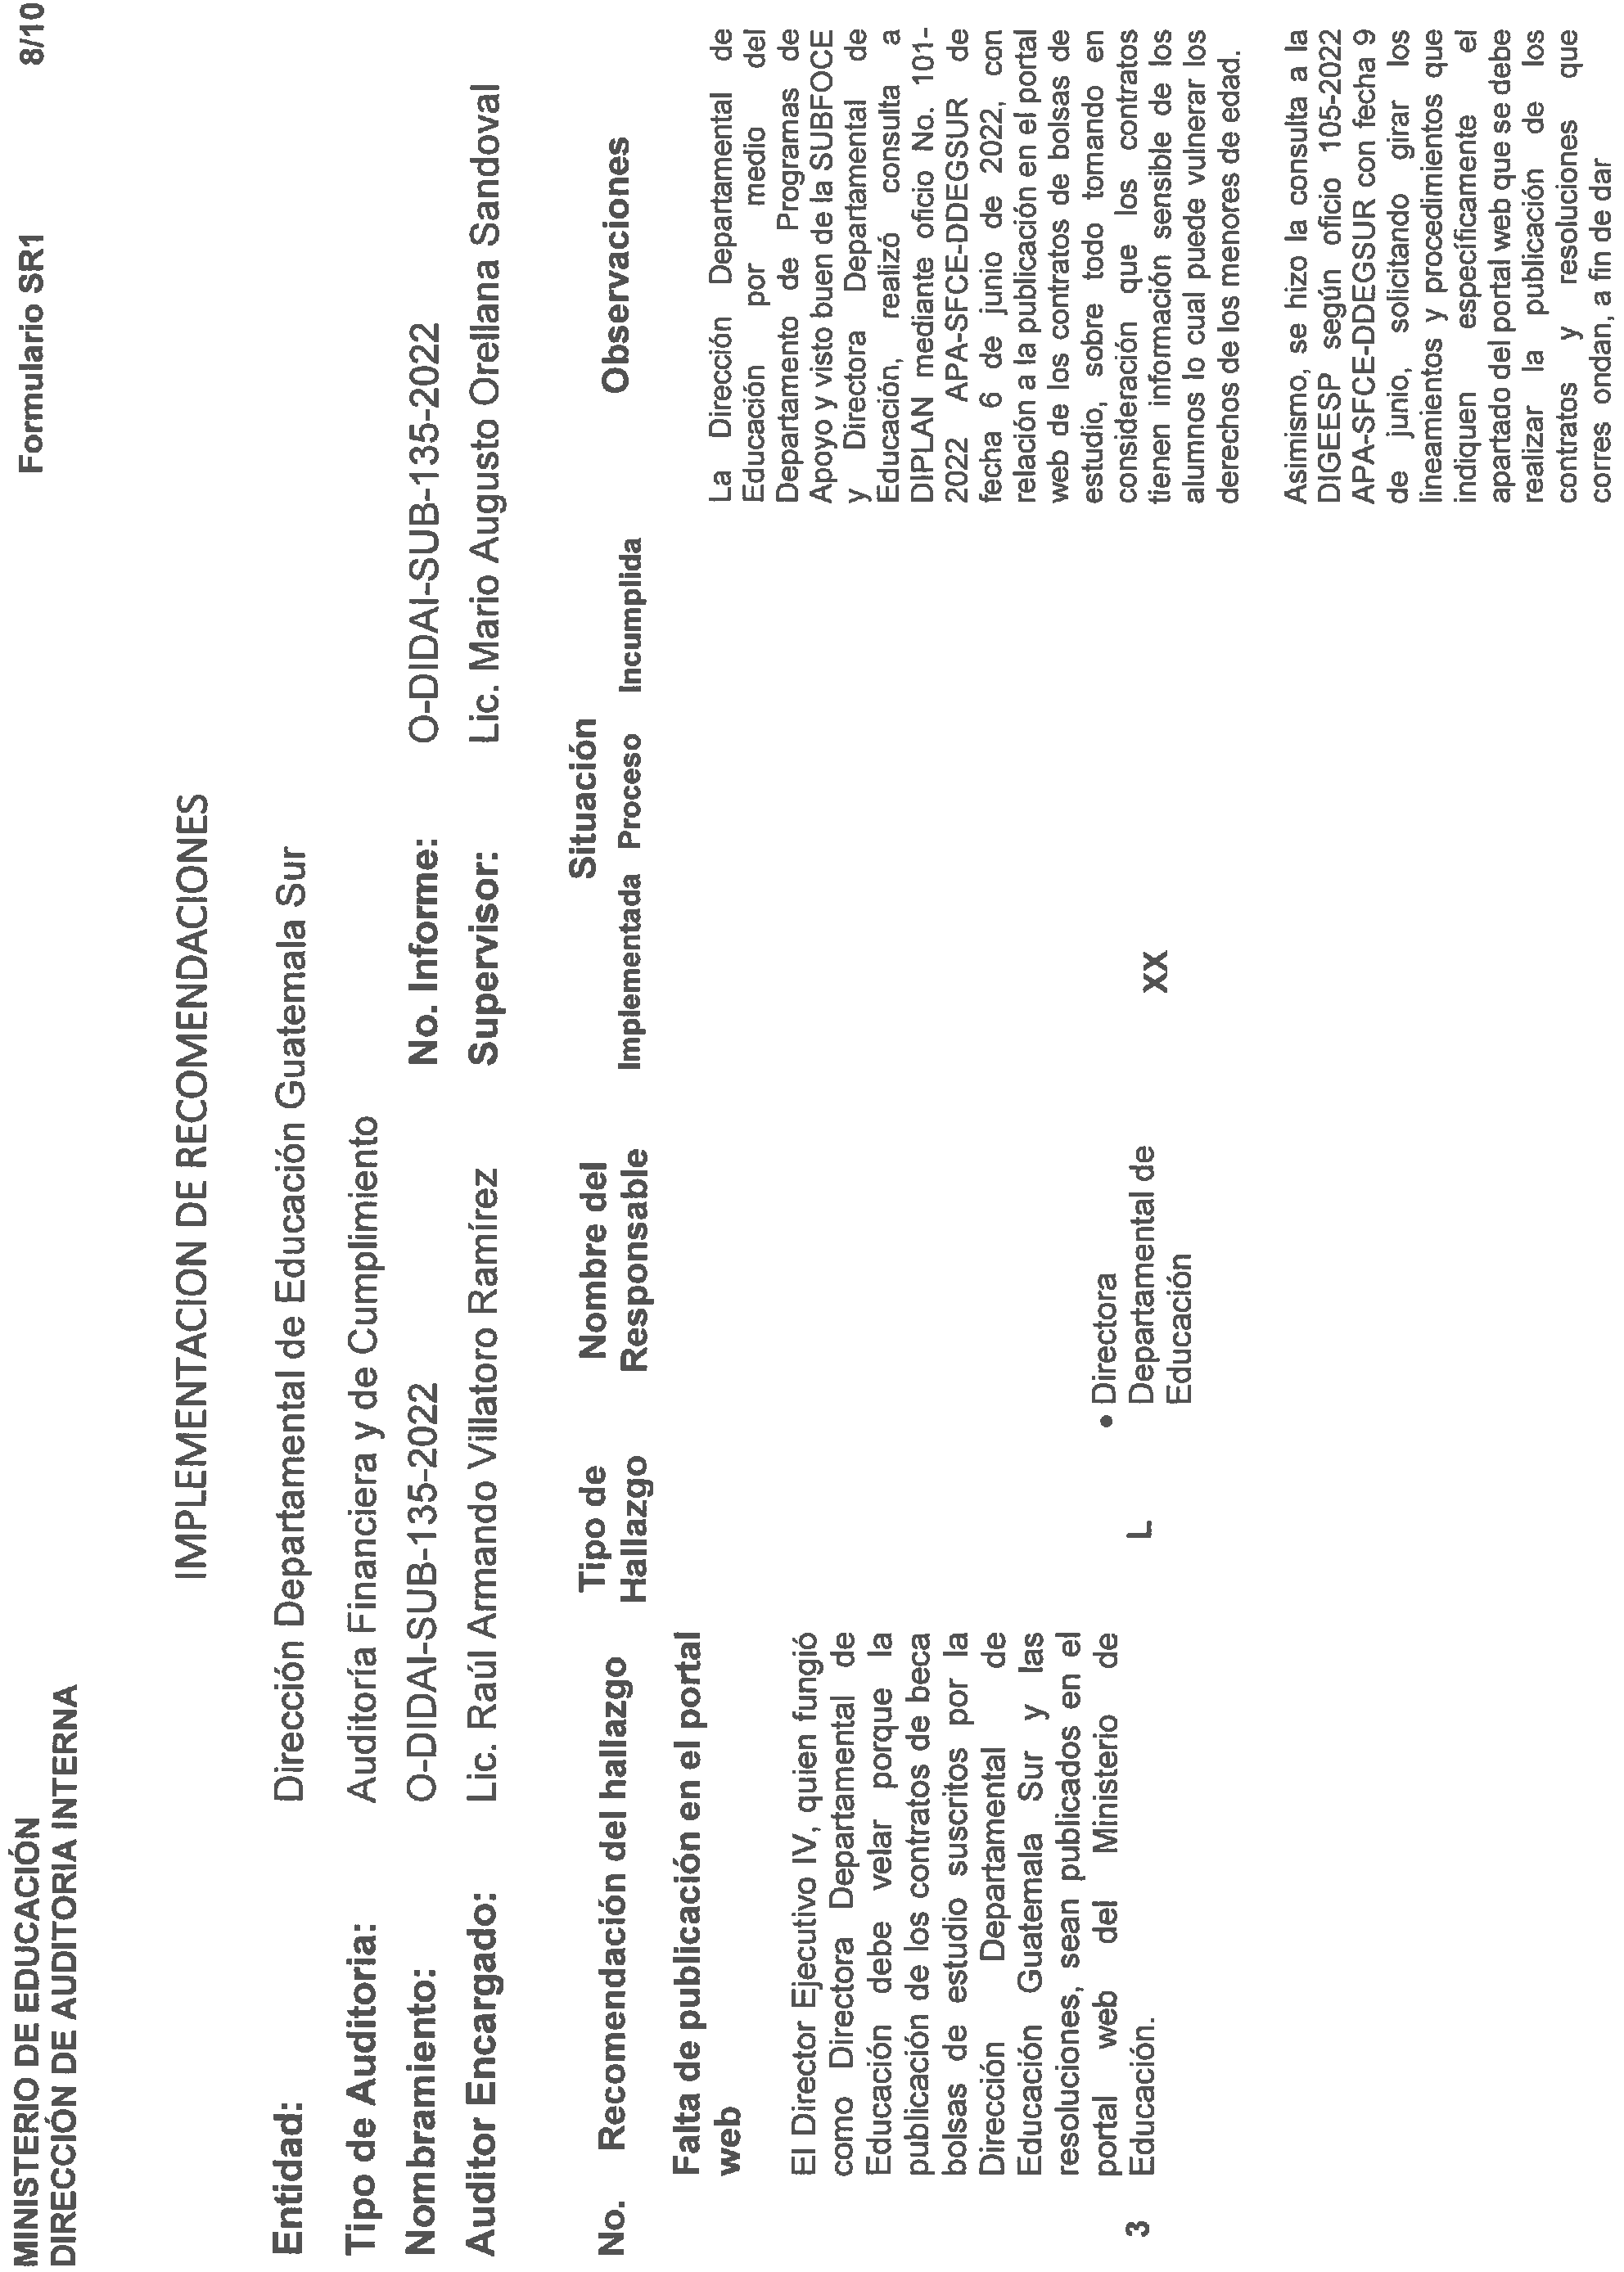 MINISTERIO DE EDUCACIÓN
DIRECCIÓN DE AUDITORIA INTERNA
Formulario SR1 8/10
IMPLEMENTACION DE RECOMENDACIONES
Entidad: Dirección Departamental de Educación Guatemala Sur
Tipo de Auditoria: Auditoría Financiera y de Cumplimiento
Nombramiento: O-DIDAI-SUB-135-2022 No. Informe: O-DIDAI-SUB-135-2022
Auditor Encargado: Lic. Raúl Armando Villatoro Ramírez Supervisor: Lic. Mario Augusto Orellana Sandoval
No. Recomendación del hallazgo
Tipo de
Hallazgo
Nombre del
Responsable
Situación
Implementada Proceso Incumplida
Observaciones
3
Falta de publicación en el portal
web
El Director Ejecutivo IV, quien fungió
como Directora Departamental de
Educación debe velar porque la
publicación de los contratos de beca
bolsas de estudio suscritos por la
Dirección Departamental de
Educación Guatemala Sur y las
resoluciones, sean publicados en el
portal web del Ministerio de
Educación.
L
• Directora
Departamental de
Educación
XX
La Dirección Departamental de
Educación por medio del
Departamento de Programas de
Apoyo y visto buen de la SUBFOCE
y Directora Departamental de
Educación, realizó consulta a
DIPLAN mediante oficio No. 101-
2022 APA-SFCE-DDEGSUR de
fecha 6 de junio de 2022, con
relación a la publicación en el portal
web de los contratos de bolsas de
estudio, sobre todo tomando en
consideración que los contratos
tienen información sensible de los
alumnos lo cual puede vulnerar los
derechos de los menores de edad.
Asimismo, se hizo la consulta a la
DIGEESP según oficio 105-2022
APA-SFCE-DDEGSUR con fecha 9
de junio, solicitando girar los
lineamientos y procedimientos que
indiquen específicamente el
apartado del portal web que se debe
realizar la publicación de los
contratos y resoluciones que
corres ondan, a fin de dar